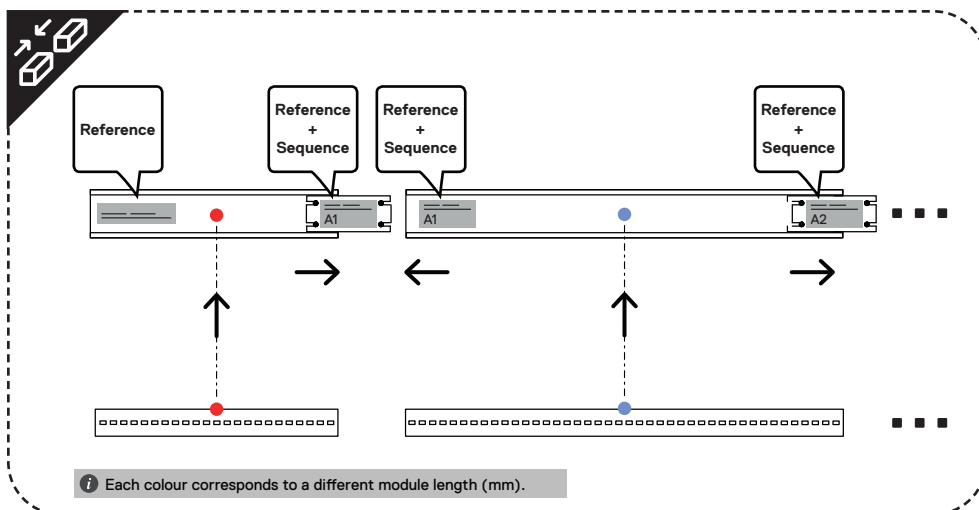 Reference
Reference
+
Sequence
Reference
+
Sequence
Reference
+
Sequence
A1
A1
A2
i Each colour corresponds to a different module length (mm).